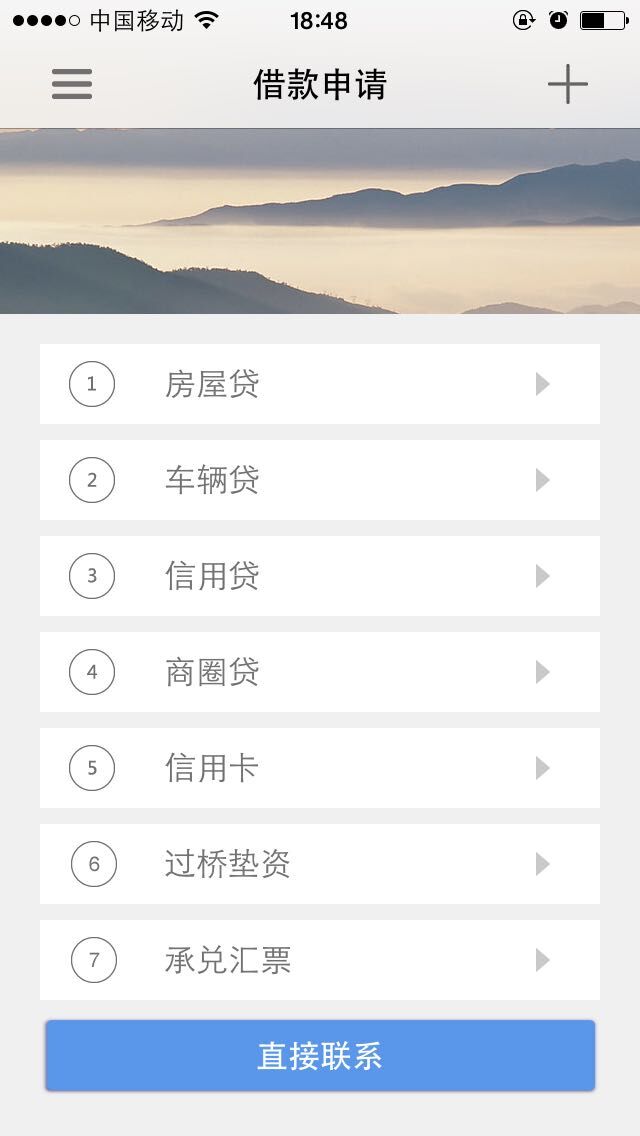 中国移动 18:48
借款申请
1 房屋贷
2 车辆贷
3 信用贷
4 商圈贷
5 信用卡
6 过桥垫资
7 承兑汇票
直接联系